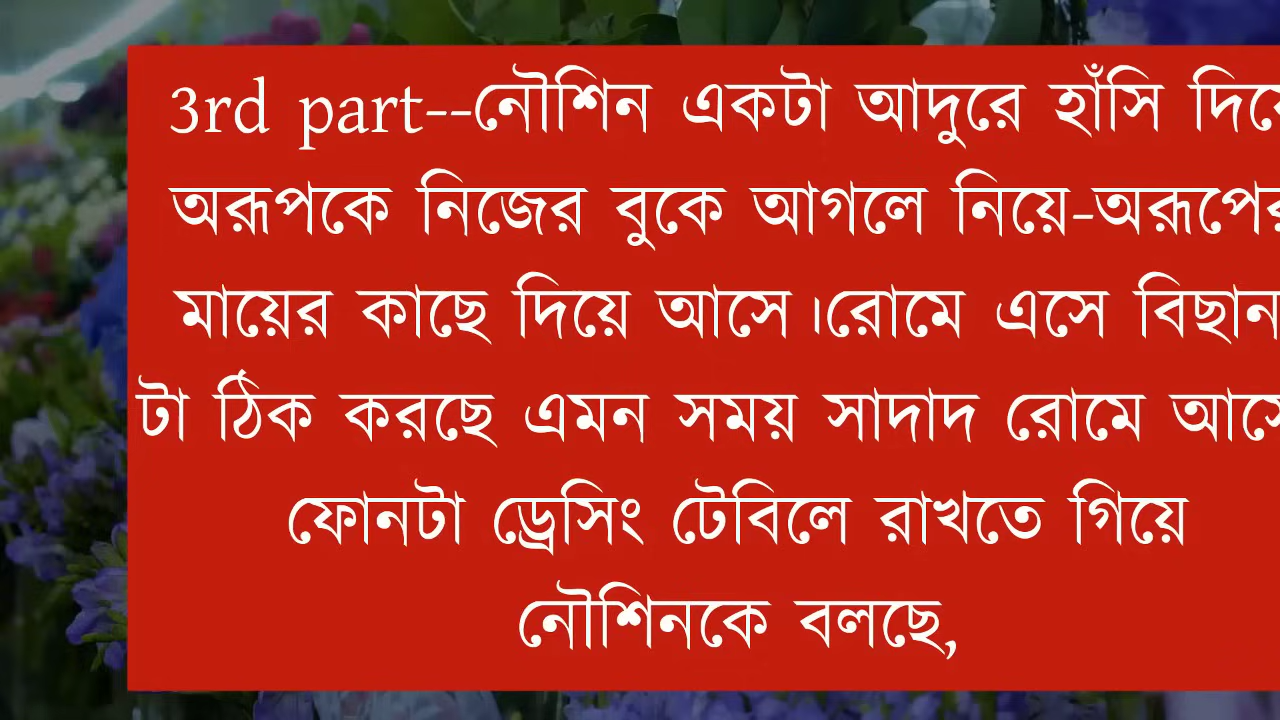 3rd part--নৌশিন একটা আদুরে হাঁসি দিয়ে
অরূপকে নিজের বুকে আগলে নিয়ে-অরূপের
মায়ের কাছে দিয়ে আসে।রোমে এসে বিছান
টা ঠিক করছে এমন সময় সাদাদ রোমে আসে
ফোনটা ড্রেসিং টেবিলে রাখতে গিয়ে
নৌশিনকে বলছে,